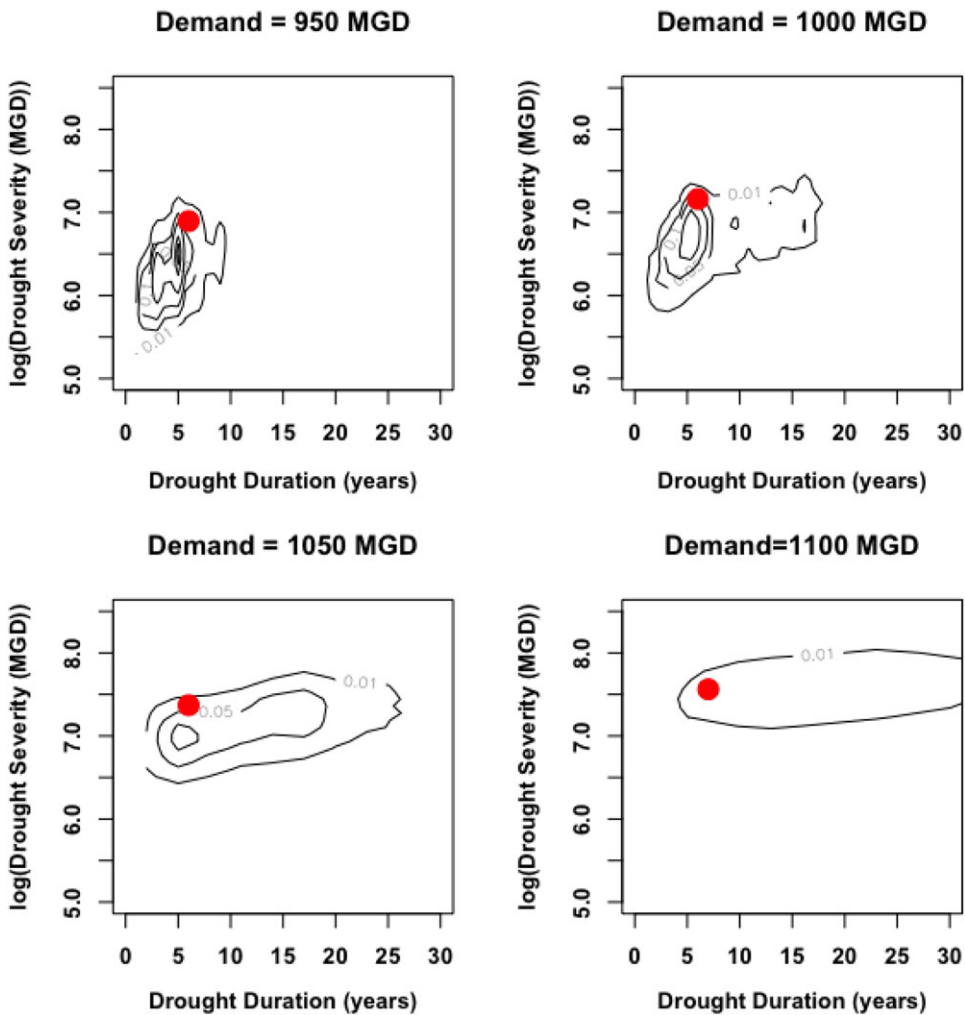 Demand = 950 MGD
log(Drought Severity (MGD))
8.0
7.0
6.0
5.0
0.01
0 5 10 15 20 25 30
Drought Duration (years)
Demand = 1000 MGD
log(Drought Severity (MGD))
8.0
7.0
6.0
5.0
0.01
0 5 10 15 20 25 30
Drought Duration (years)
Demand = 1050 MGD
log(Drought Severity (MGD))
8.0
7.0
6.0
5.0
0.01
0.05
0 5 10 15 20 25 30
Drought Duration (years)
Demand=1100 MGD
log(Drought Severity (MGD))
8.0
7.0
6.0
5.0
0.01
0 5 10 15 20 25 30
Drought Duration (years)